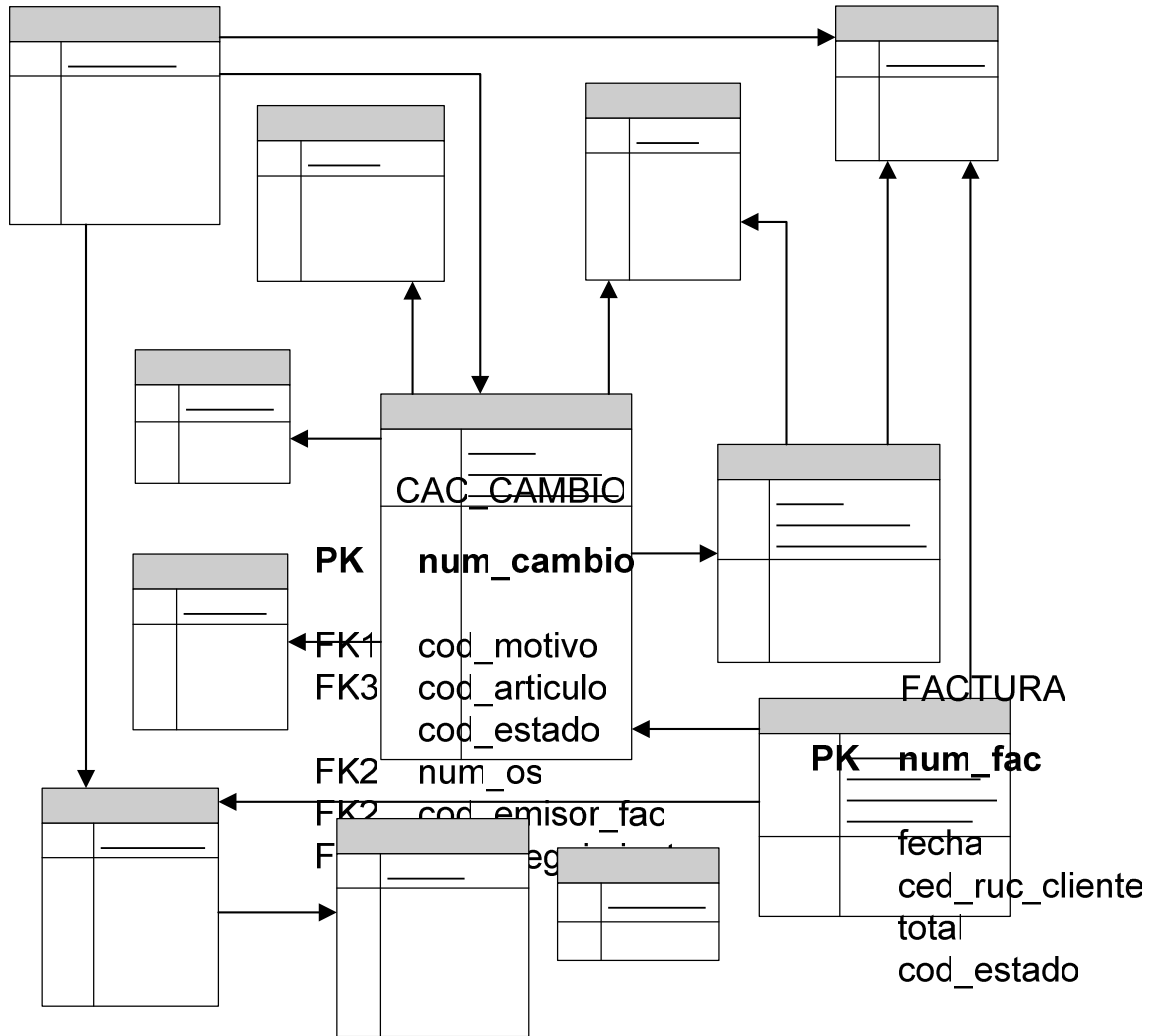 CAC_CAMBIO
PK num_cambio
FK1 cod_motivo
FK3 cod_articulo
cod_estado
FK2 num_os
FK2 cod_emisor_fac
FACTURA
PK num_fac
fecha
ced_ruc_cliente
total
cod_estado